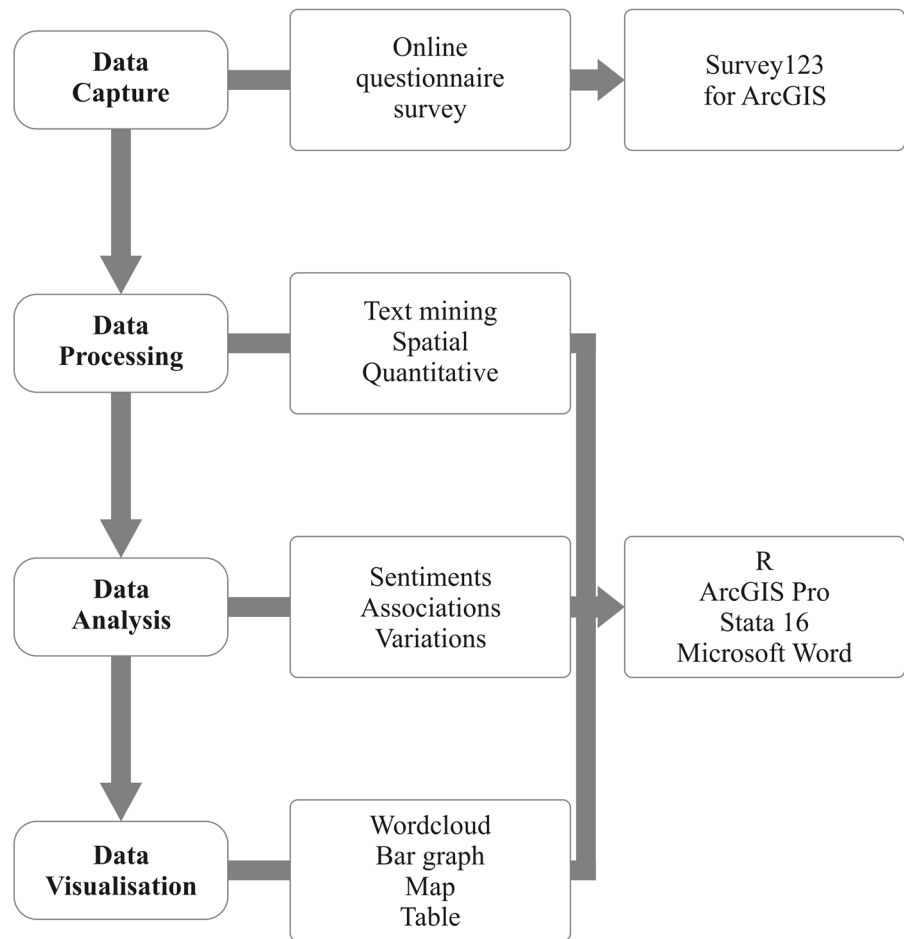 Data
Capture
Online
questionnaire
survey
Survey123
for ArcGIS
Data
Processing
Text mining
Spatial
Quantitative
Data
Analysis
Sentiments
Associations
Variations
R
ArcGIS Pro
Stata 16
Microsoft Word
Data
Visualisation
Wordcloud
Bar graph
Map
Table